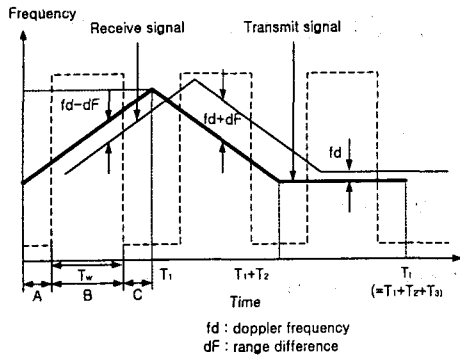 Frequency
Receive signal
Transmit signal
fd-dF
fd+dF
fd
Tw
T1
T1+T2
T1
(=T1+T2+T3)
A
B
C
Time
fd : doppler frequency
dF : range difference